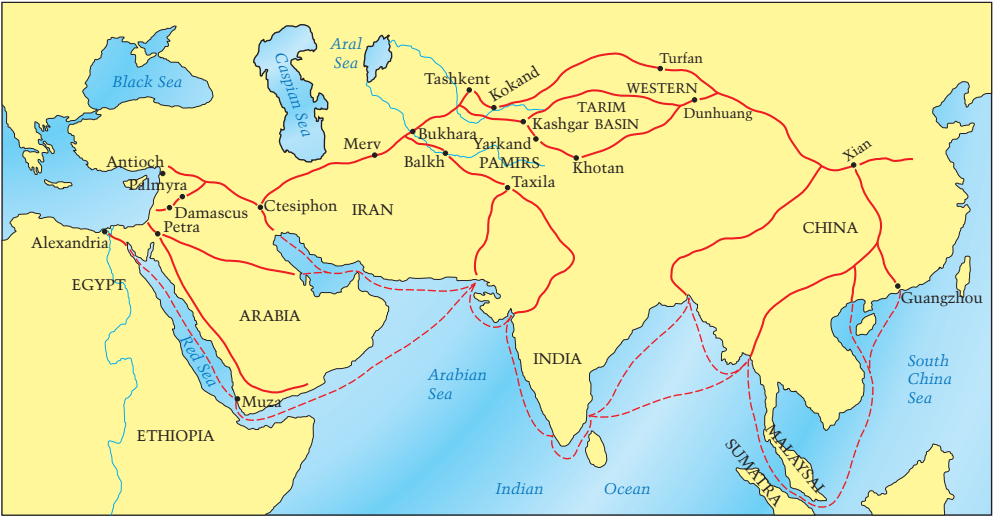 Black Sea
Caspian Sea
Aral
Sea
Tashkent
Kokand
Turfan
WESTERN
TARIM
BASIN
Dunhuang
Kashgar
Yarkand
PAMIRS
Khotan
Bukhara
Merv
Balkh
Taxila
Xian
Antioch
Palmyra
Damascus
Ctesiphon
IRAN
Petra
Alexandria
EGYPT
CHINA
Guangzhou
ARABIA
Red Sea
INDIA
Arabian
Sea
South
China
Sea
Muza
ETHIOPIA
MALAYSAI
SUMATRA
Indian
Ocean